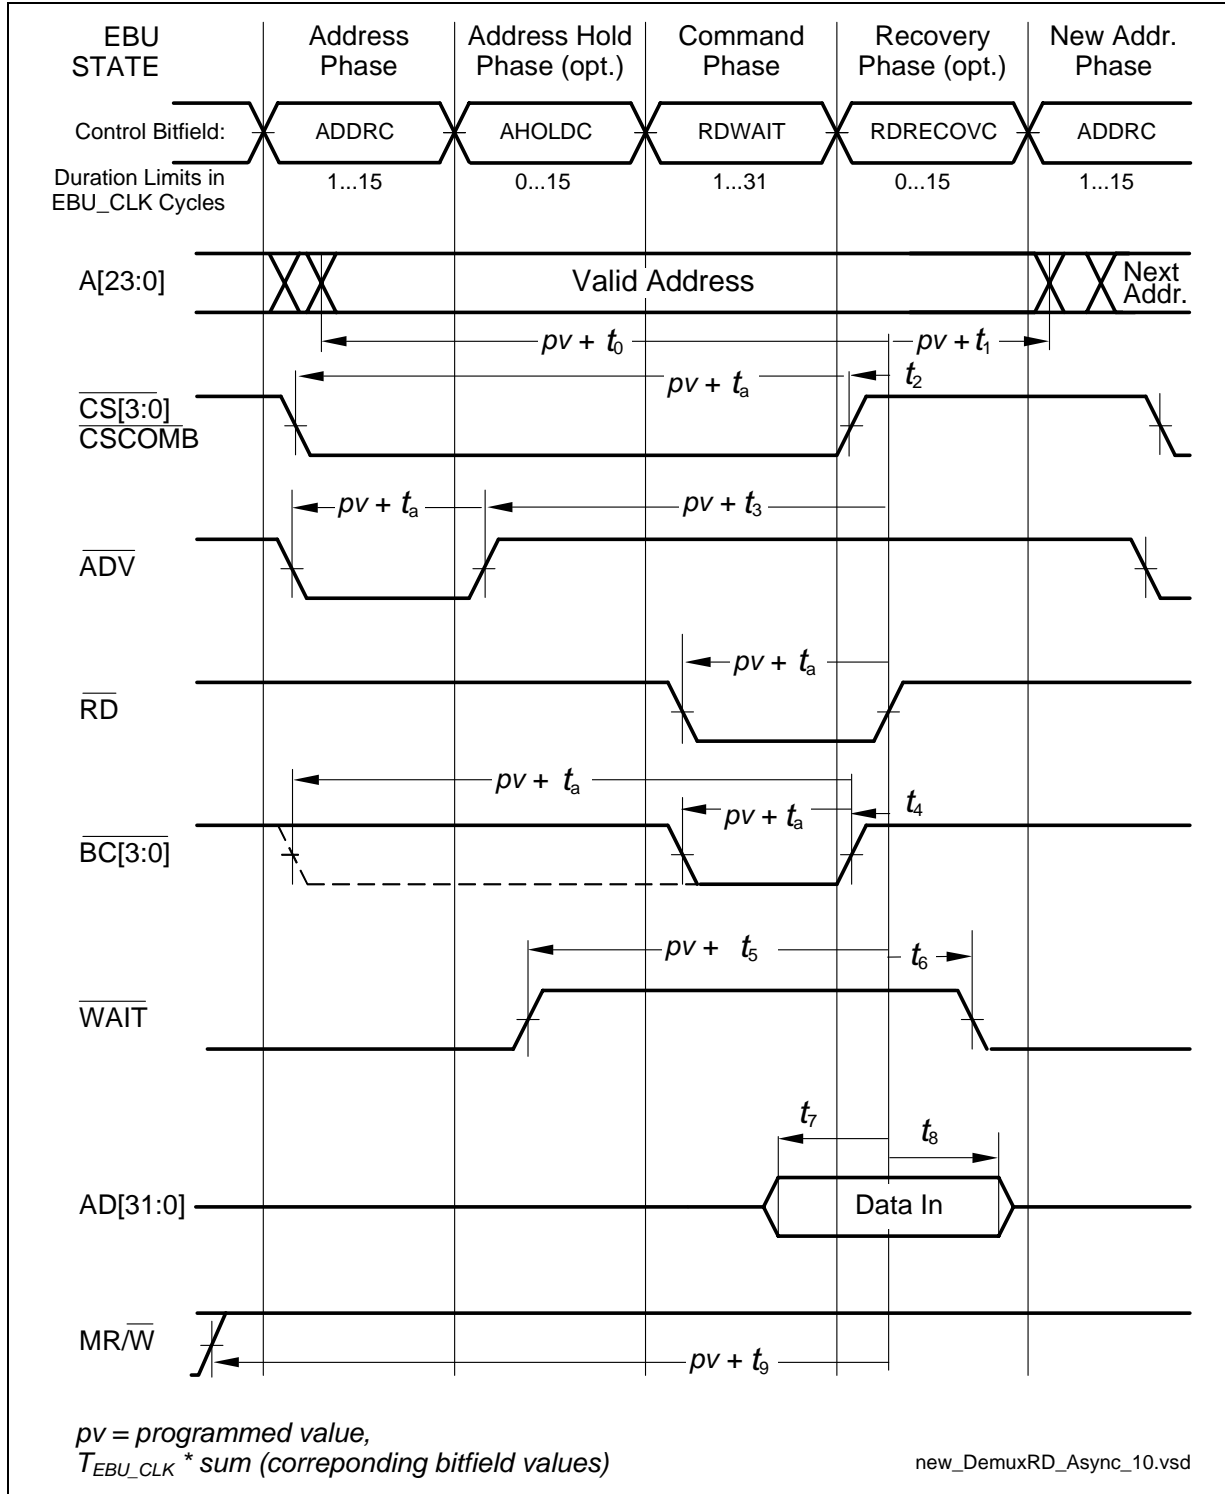 EBU STATE
Address Phase
Address Hold Phase (opt.)
Command Phase
Recovery Phase (opt.)
New Addr. Phase
Control Bitfield:
ADDRC
AHOLDC
RDWAIT
RDRECOVC
ADDRC
Duration Limits in EBU_CLK Cycles
1...15
0...15
1...31
0...15
1...15
A[23:0]
Valid Address
Next Addr.
pv + t0
pv + t1
pv + ta
t2
CS[3:0]
CSCOMB
pv + ta
pv + t3
ADV
pv + ta
RD
pv + ta
pv + ta
t4
BC[3:0]
pv + t5
t6
WAIT
t7
t8
AD[31:0]
Data In
MR/W
pv + t9
pv = programmed value,
TEBU_CLK * sum (correponding bitfield values)
new_DemuxRD_Async_10.vsd